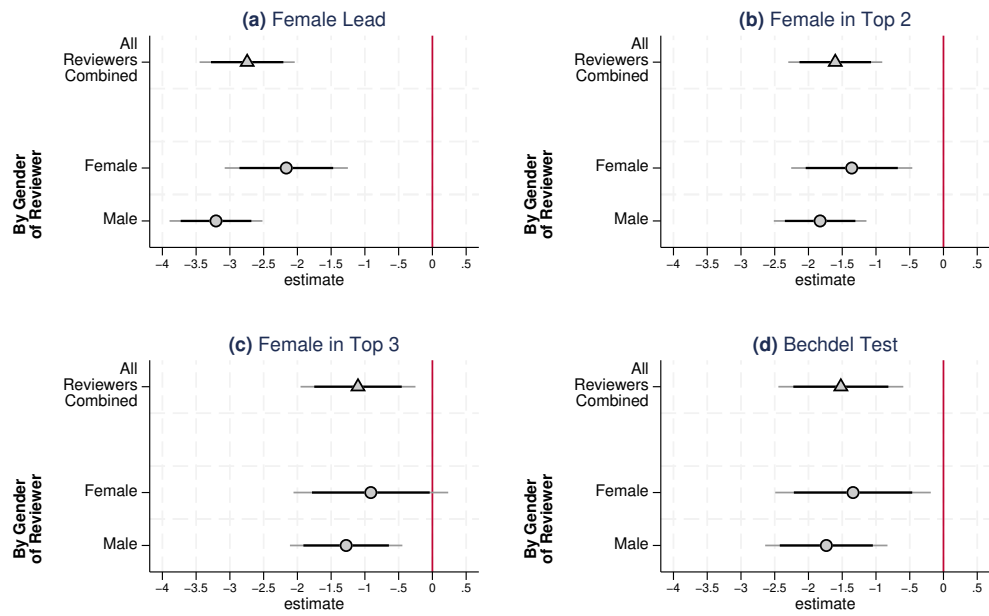 (a) Female Lead
All
Reviewers
Combined
Female
Male
By Gender
of Reviewer
−4 −3.5 −3 −2.5 −2 −1.5 −1 −.5 0 .5
estimate
(b) Female in Top 2
All
Reviewers
Combined
Female
Male
By Gender
of Reviewer
−4 −3.5 −3 −2.5 −2 −1.5 −1 −.5 0 .5
estimate
(c) Female in Top 3
All
Reviewers
Combined
Female
Male
By Gender
of Reviewer
−4 −3.5 −3 −2.5 −2 −1.5 −1 −.5 0 .5
estimate
(d) Bechdel Test
All
Reviewers
Combined
Female
Male
By Gender
of Reviewer
−4 −3.5 −3 −2.5 −2 −1.5 −1 −.5 0 .5
estimate